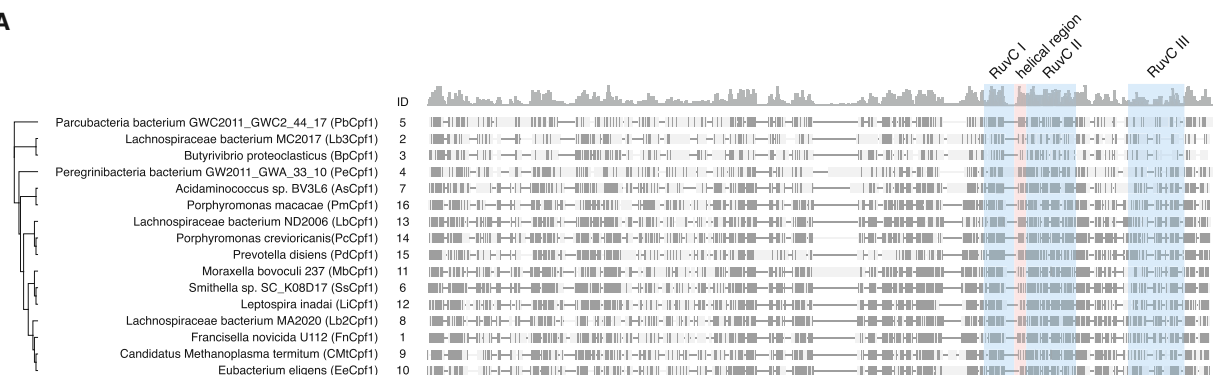 A
RuvC I
helical region
RuvC II
RuvC III
ID
Parcubacteria bacterium GWC2011_GWC2_44_17 (PbCpf1) 5
Lachnospiraceae bacterium MC2017 (Lb3Cpf1) 2
Butyrivibrio proteoclasticus (BpCpf1) 3
Peregrinibacteria bacterium GW2011_GWA_33_10 (PeCpf1) 4
Acidaminococcus sp. BV3L6 (AsCpf1) 7
Porphyromonas macacae (PmCpf1) 16
Lachnospiraceae bacterium ND2006 (LbCpf1) 13
Porphyromonas crevioricanis(PcCpf1) 14
Prevotella disiens (PdCpf1) 15
Moraxella bovoculi 237 (MbCpf1) 11
Smithella sp. SC_K08D17 (SsCpf1) 6
Leptospira inadai (LiCpf1) 12
Lachnospiraceae bacterium MA2020 (Lb2Cpf1) 8
Francisella novicida U112 (FnCpf1) 1
Candidatus Methanoplasma termitum (CMtCpf1) 9
Eubacterium eligens (EeCpf1) 10